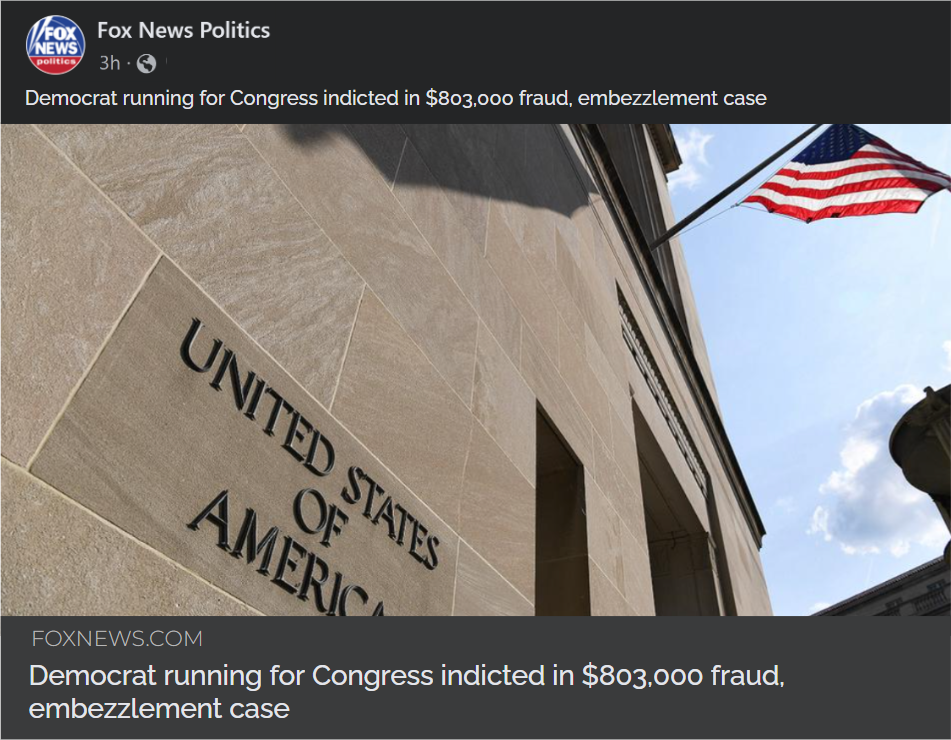 FOX
NEWS
politics
Fox News Politics
3h ·
Democrat running for Congress indicted in $803,000 fraud, embezzlement case
UNITED STATES
OF
AMERICA
FOXNEWS.COM
Democrat running for Congress indicted in $803,000 fraud,
embezzlement case